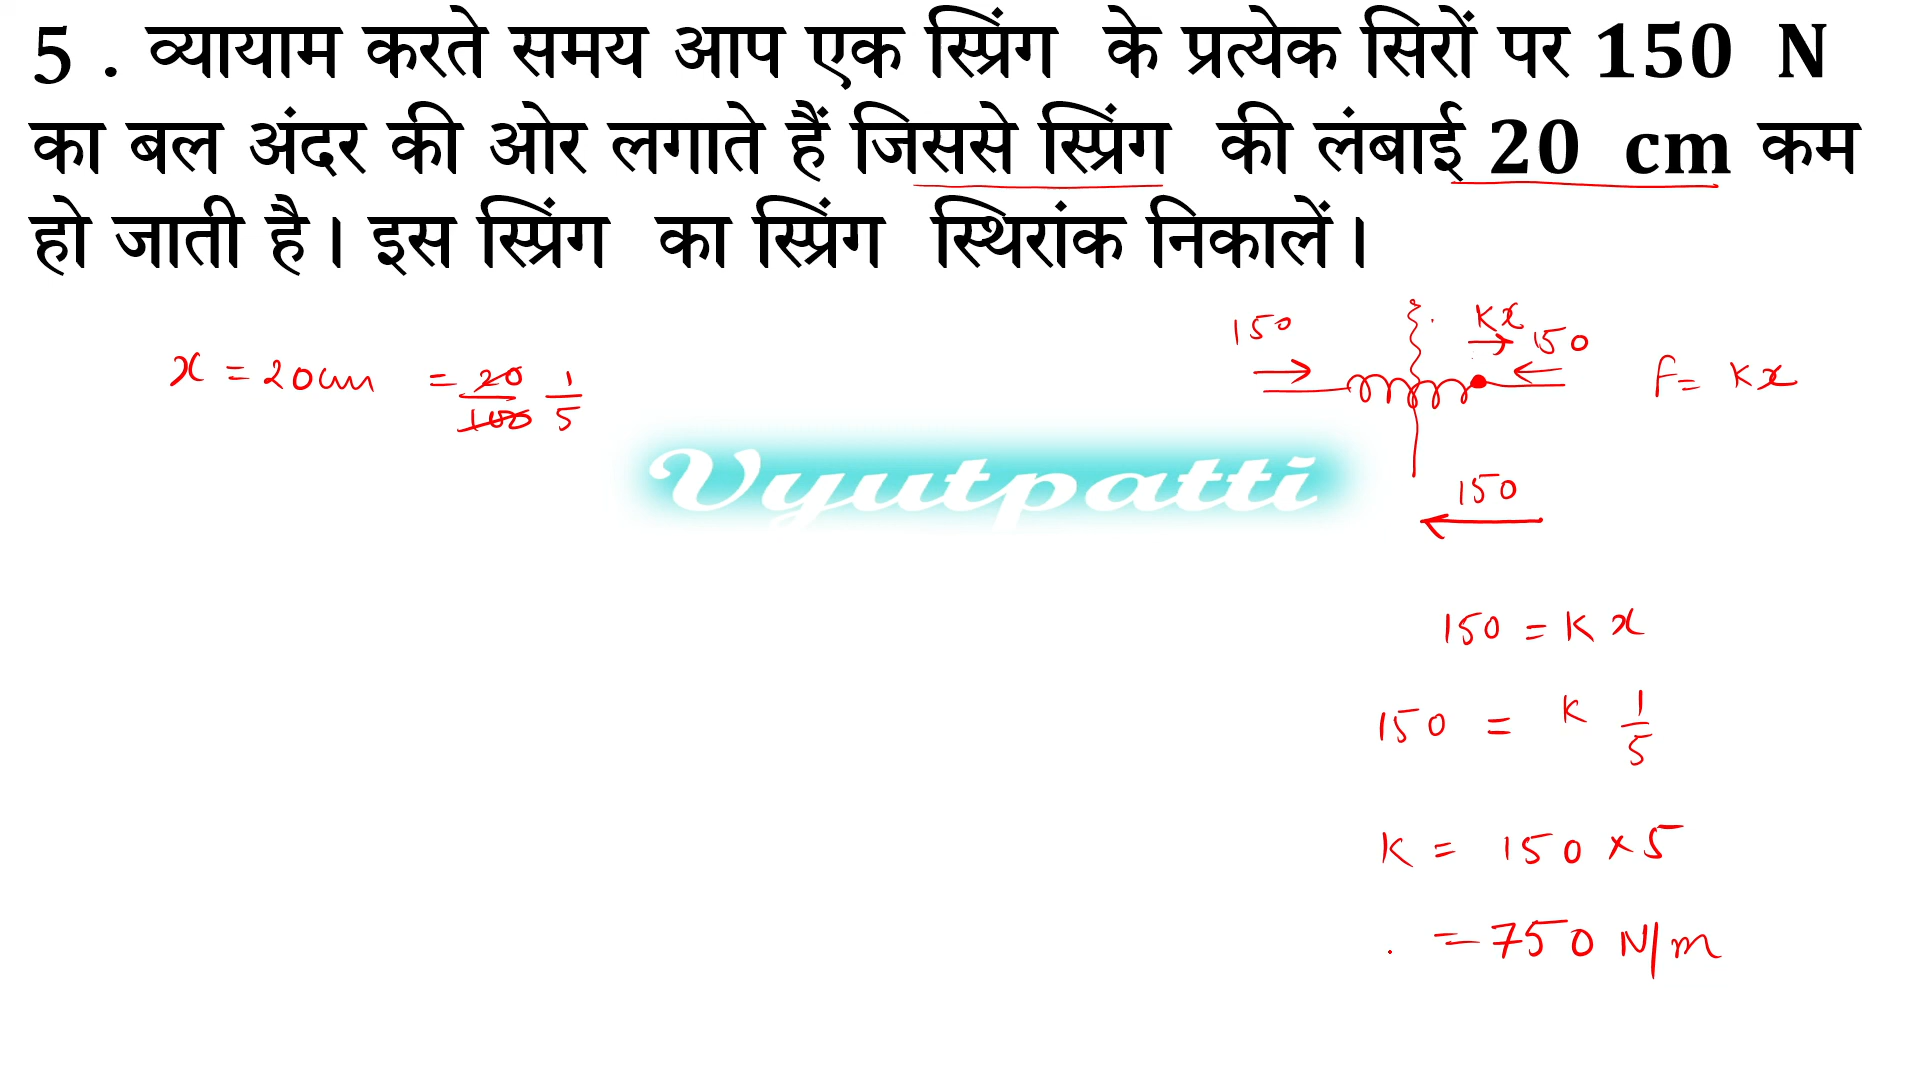 5 . व्यायाम करते समय आप एक स्प्रिंग के प्रत्येक सिरों पर 150 N
का बल अंदर की ओर लगाते हैं जिससे स्प्रिंग की लंबाई 20 cm कम
हो जाती है। इस स्प्रिंग का स्प्रिंग स्थिरांक निकालें।
x = 20cm = 20/100 1/5
150 Kx 150
F= Kx
Vyutpatti
150
150 = K x
150 = K 1/5
K = 150 × 5
= 750 N/m